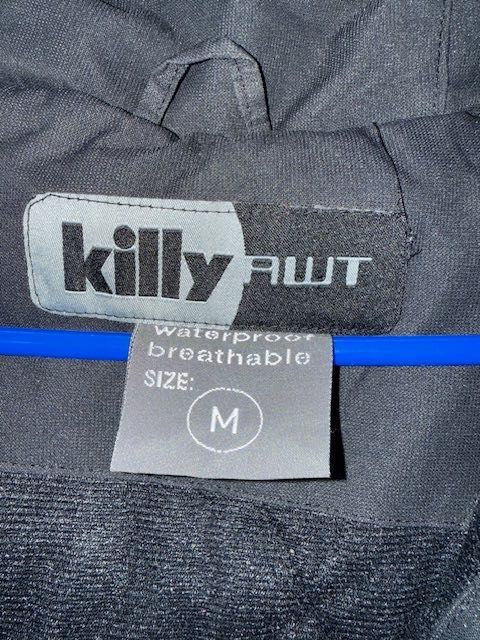 killy AWT
waterproof
breathable
SIZE:
M